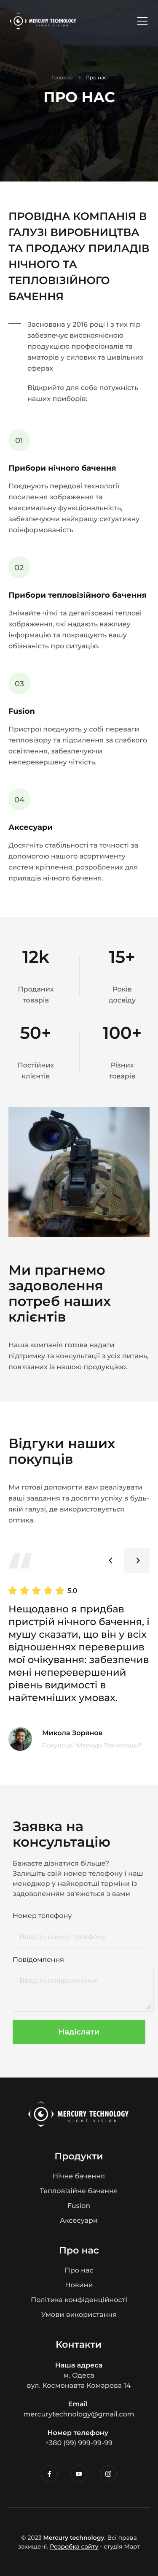 MERCURY TECHNOLOGY
NIGHT VISION
Головна
Про нас
ПРО НАС
ПРОВІДНА КОМПАНІЯ В
ГАЛУЗІ ВИРОБНИЦТВА
ТА ПРОДАЖУ ПРИЛАДІВ
НІЧНОГО ТА
ТЕПЛОВІЗІЙНОГО
БАЧЕННЯ
Заснована у 2016 році і з тих пір
забезпечує високоякісною
продукцією професіоналів та
аматорів у силових та цивільних
сферах
Відкрийте для себе потужність
наших приборів:
01
Прибори нічного бачення
Поєднують передові технології
посилення зображення та
максимальну функціональність,
забезпечуючи найкращу ситуативну
поінформованість
02
Прибори тепловізійного бачення
Знімайте чіткі та деталізовані теплові
зображення, які надають важливу
інформацію та покращують вашу
обізнаність про ситуацію.
03
Fusion
Пристрої поєднують у собі переваги
тепловізору та підсилення за слабкого
освітлення, забезпечуючи
неперевершену чіткість.
04
Аксесуари
Досягніть стабільності та точності за
допомогою нашого асортименту
систем кріплення, розроблених для
приладів нічного бачення.
12k
Проданих
товарів
15+
Років
досвіду
50+
Постійних
клієнтів
100+
Різних
товарів
Ми прагнемо
задоволення
потреб наших
клієнтів
Наша компанія готова надати
підтримку та консультації з усіх питань,
пов'язаних із нашою продукцією.
Відгуки наших
покупців
Ми готові допомогти вам реалізувати
ваші завдання та досягти успіху в будь-
якій галузі, де використовується
оптика.
5.0
Нещодавно я придбав
пристрій нічного бачення, і
мушу сказати, що він у всіх
відношеннях перевершив
мої очікування: забезпечив
мені неперевершений
рівень видимості в
найтемніших умовах.
Микола Зорянов
Покупець "Меркурі Технолоджі"
Заявка на
консультацію
Бажаєте дізнатися більше?
Залишіть свій номер телефону і наш
менеджер у найкоротші терміни із
задоволенням зв'яжеться з вами
Номер телефону
Введіть номер телефону
Повідомлення
Введіть повідомлення
Надіслати
MERCURY TECHNOLOGY
NIGHT VISION
Продукти
Нічне бачення
Тепловізійне бачення
Fusion
Аксесуари
Про нас
Про нас
Новини
Політика конфіденційності
Умови використання
Контакти
Наша адреса
м. Одеса
вул. Космонавта Комарова 14
Email
mercurytechnology@gmail.com
Номер телефону
+380 (99) 999-99-99
© 2023 Mercury technology. Всі права
захищені. Розробка сайту - студія Март